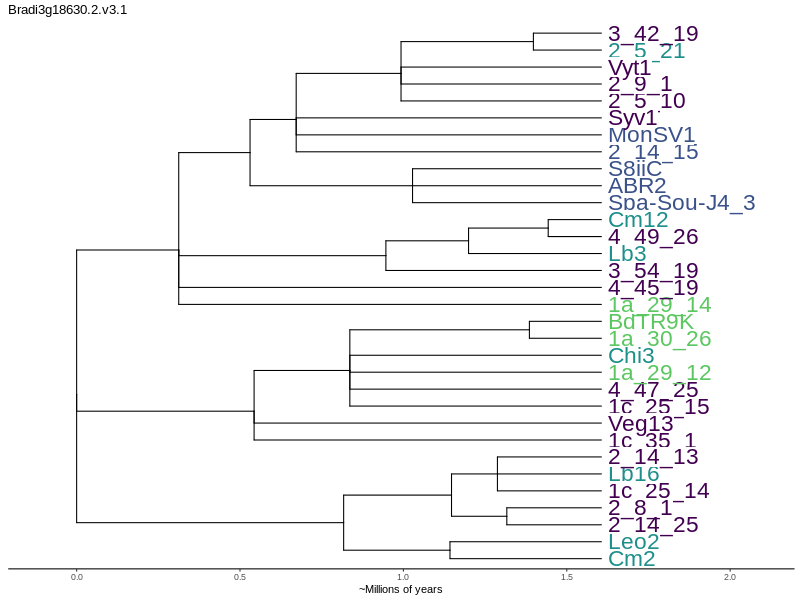 Bradi3g18630.2.v3.1
3_42_19
2_5_21
Vyt1
2_9_1
2_5_10
Syv1
MonSV1
2_14_15
S8iiC
ABR2
Spa-Sou-J4_3
Cm12
4_49_26
Lb3
3_54_19
4_45_19
1a_29_14
BdTR9K
1a_30_26
Chi3
1a_29_12
4_47_25
1c_25_15
Veg13
1c_35_1
2_14_13
Lb16
1c_25_14
2_8_1
2_14_25
Leo2
Cm2
0.0 0.5 1.0 1.5 2.0
~Millions of years